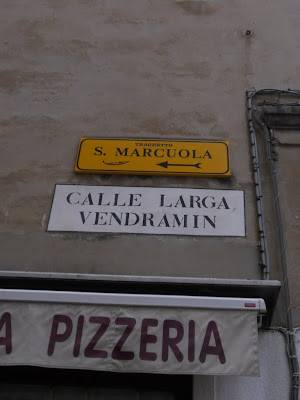 TRAGHETTO
S. MARCUOLA
CALLE LARGA
VENDRAMIN
A PIZZERIA